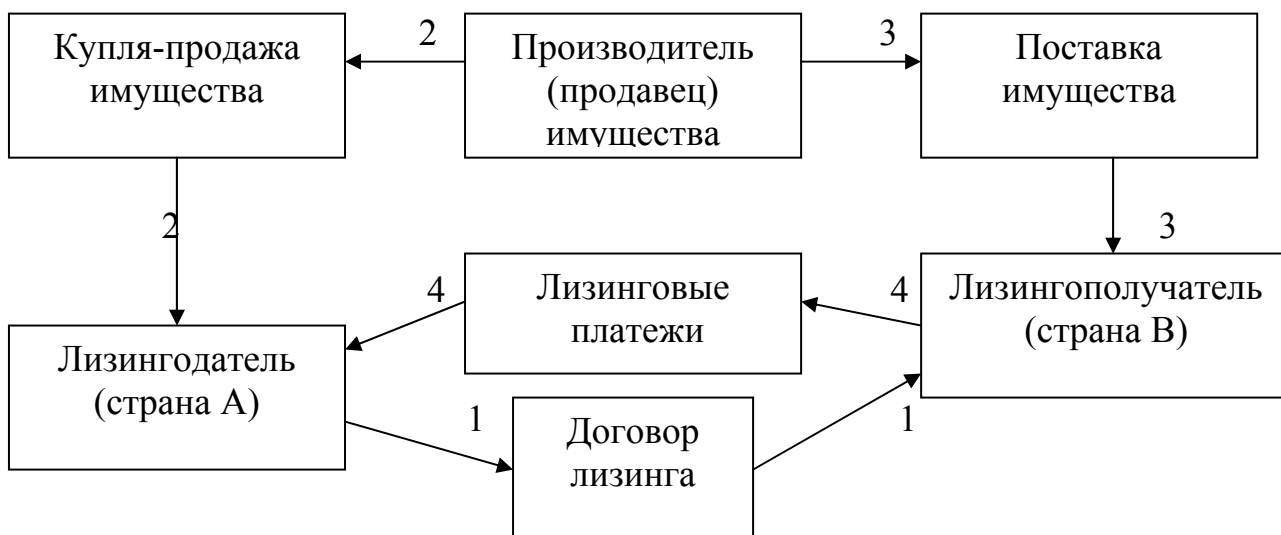 2
3
Купля-продажа
имущества
Производитель
(продавец)
имущества
Поставка
имущества
2
3
4
Лизинговые
платежи
4
Лизингополучатель
(страна В)
Лизингодатель
(страна А)
1
Договор
лизинга
1